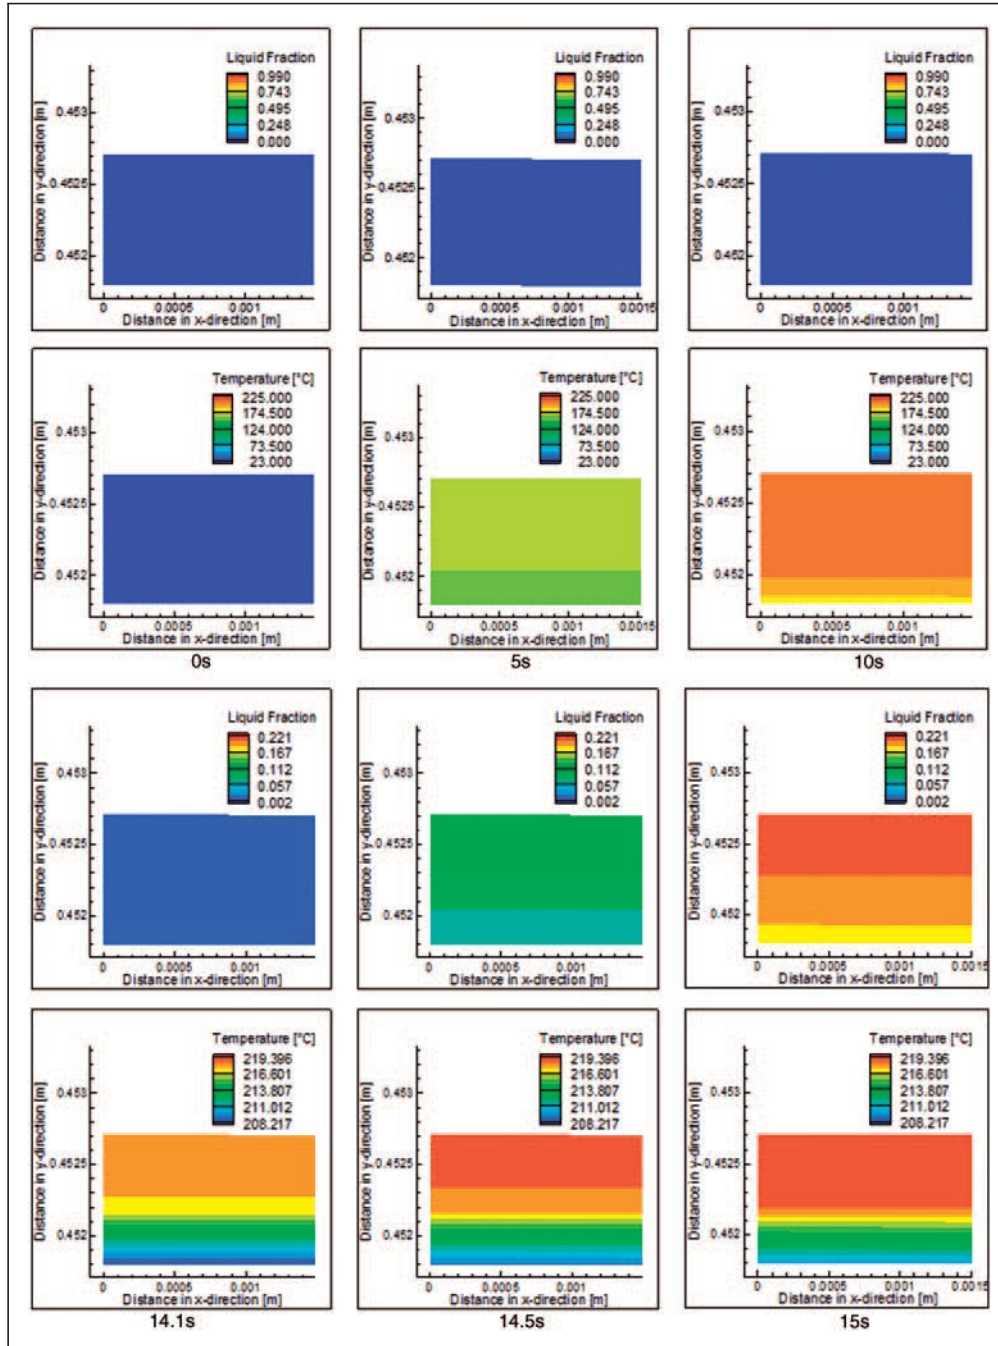 Liquid Fraction
0.990
0.743
0.495
0.248
0.000
0.453
0.4525
0.452
Distance in y-direction [m]
0 0.0005 0.001
Distance in x-direction [m]
Liquid Fraction
0.990
0.743
0.495
0.248
0.000
0.453
0.4525
0.452
Distance in y-direction [m]
0 0.0005 0.001 0.0015
Distance in x-direction [m]
Liquid Fraction
0.990
0.743
0.495
0.248
0.000
0.453
0.4525
0.452
Distance in y-direction [m]
0 0.0005 0.001
Distance in x-direction [m]
Temperature [°C]
225.000
174.500
124.000
73.500
23.000
0.453
0.4525
0.452
Distance in y-direction [m]
0 0.0005 0.001
Distance in x-direction [m]
0s
Temperature [°C]
225.000
174.500
124.000
73.500
23.000
0.453
0.4525
0.452
Distance in y-direction [m]
0 0.0005 0.001 0.0015
Distance in x-direction [m]
5s
Temperature [°C]
225.000
174.500
124.000
73.500
23.000
0.453
0.4525
0.452
Distance in y-direction [m]
0 0.0005 0.001
Distance in x-direction [m]
10s
Liquid Fraction
0.221
0.167
0.112
0.057
0.002
0.453
0.4525
0.452
Distance in y-direction [m]
0 0.0005 0.001
Distance in x-direction [m]
Liquid Fraction
0.221
0.167
0.112
0.057
0.002
0.453
0.4525
0.452
Distance in y-direction [m]
0 0.0005 0.001
Distance in x-direction [m]
Liquid Fraction
0.221
0.167
0.112
0.057
0.002
0.453
0.4525
0.452
Distance in y-direction [m]
0 0.0005 0.001 0.0015
Distance in x-direction [m]
Temperature [°C]
219.396
216.601
213.807
211.012
208.217
0.453
0.4525
0.452
Distance in y-direction [m]
0 0.0005 0.001
Distance in x-direction [m]
14.1s
Temperature [°C]
219.396
216.601
213.807
211.012
208.217
0.453
0.4525
0.452
Distance in y-direction [m]
0 0.0005 0.001
Distance in x-direction [m]
14.5s
Temperature [°C]
219.396
216.601
213.807
211.012
208.217
0.453
0.4525
0.452
Distance in y-direction [m]
0 0.0005 0.001 0.0015
Distance in x-direction [m]
15s